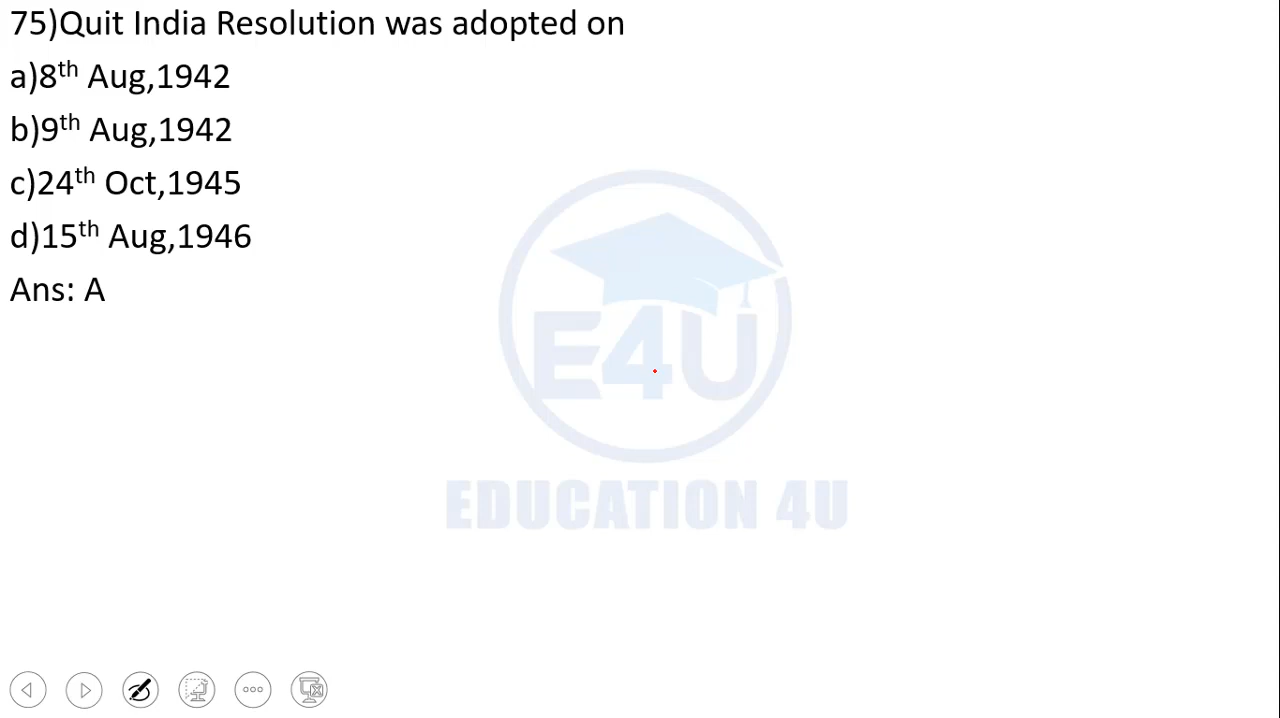 75)Quit India Resolution was adopted on
a)8th Aug,1942
b)9th Aug,1942
c)24th Oct,1945
d)15th Aug,1946
Ans: A
E4U
EDUCATION 4U